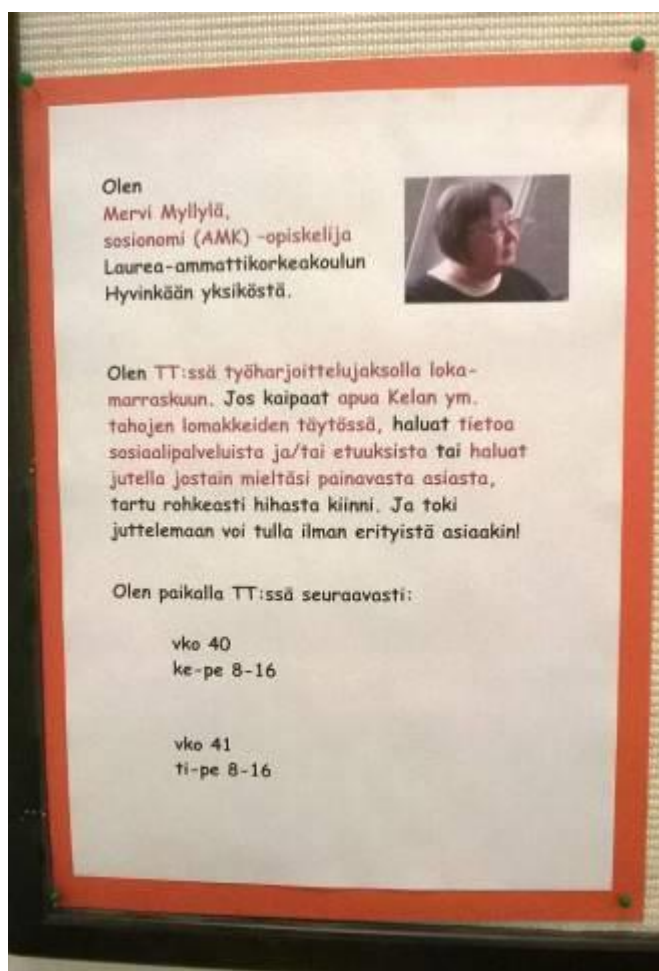 Olen
Mervi Myllylä,
sosionomi (AMK) -opiskelija
Laurea-ammattikorkeakoulun
Hyvinkään yksiköstä.
Olen TT:ssä työharjoittelujaksolla loka-
marraskuun. Jos kaipaat apua Kelan ym.
tahojen lomakkeiden täytössä, haluat tietoa
sosiaalipalveluista ja/tai etuuksista tai haluat
jutella jostain mieltäsi painavasta asiasta,
tartu rohkeasti hihasta kiinni. Ja toki
juttelemaan voi tulla ilman erityistä asiaakin!
Olen paikalla TT:ssä seuraavasti:
vko 40
ke-pe 8-16
vko 41
ti-pe 8-16